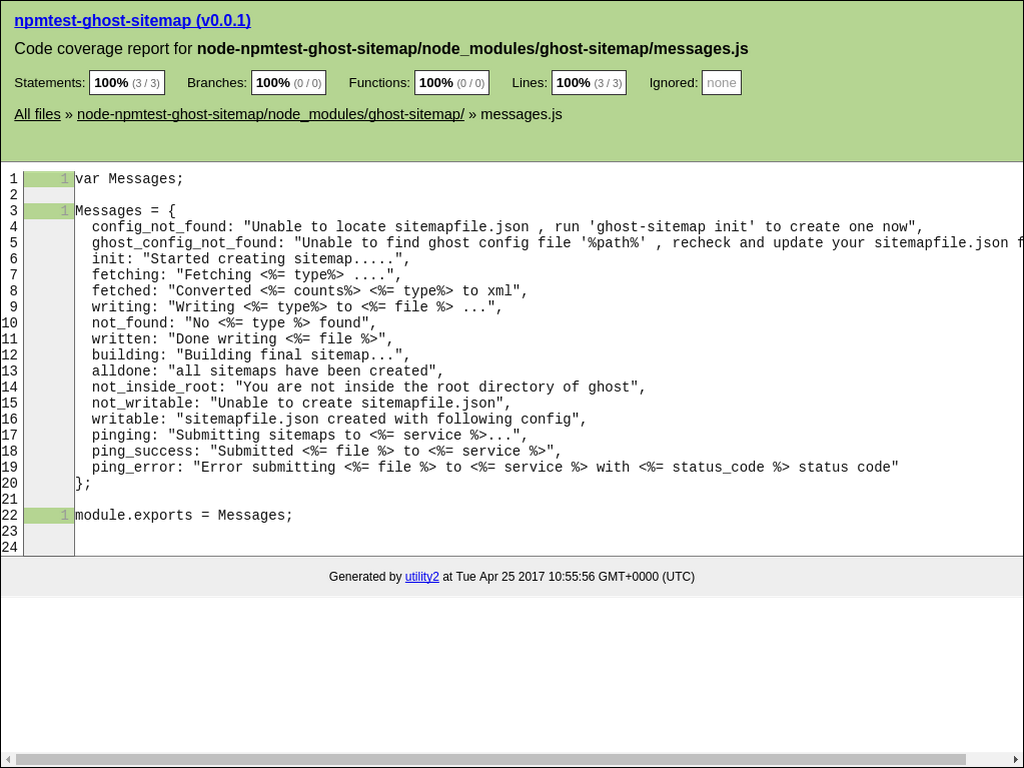 npmtest-ghost-sitemap (v0.0.1)
Code coverage report for node-npmtest-ghost-sitemap/node_modules/ghost-sitemap/messages.js
Statements: 100% (3 / 3) Branches: 100% (0 / 0) Functions: 100% (0 / 0) Lines: 100% (3 / 3) Ignored: none
All files » node-npmtest-ghost-sitemap/node_modules/ghost-sitemap/ » messages.js
1 1 var Messages;
2
3 1 Messages = {
4 config_not_found: "Unable to locate sitemapfile.json , run 'ghost-sitemap init' to create one now",
5 ghost_config_not_found: "Unable to find ghost config file '%path%' , recheck and update your sitemapfile.json f
6 init: "Started creating sitemap.....",
7 fetching: "Fetching <%= type%> ....",
8 fetched: "Converted <%= counts%> <%= type%> to xml",
9 writing: "Writing <%= type%> to <%= file %> ...",
10 not_found: "No <%= type %> found",
11 written: "Done writing <%= file %>",
12 building: "Building final sitemap...",
13 alldone: "all sitemaps have been created",
14 not_inside_root: "You are not inside the root directory of ghost",
15 not_writable: "Unable to create sitemapfile.json",
16 writable: "sitemapfile.json created with following config",
17 pinging: "Submitting sitemaps to <%= service %>...",
18 ping_success: "Submitted <%= file %> to <%= service %>",
19 ping_error: "Error submitting <%= file %> to <%= service %> with <%= status_code %> status code"
20 };
21
22 1 module.exports = Messages;
23
24
Generated by utility2 at Tue Apr 25 2017 10:55:56 GMT+0000 (UTC)